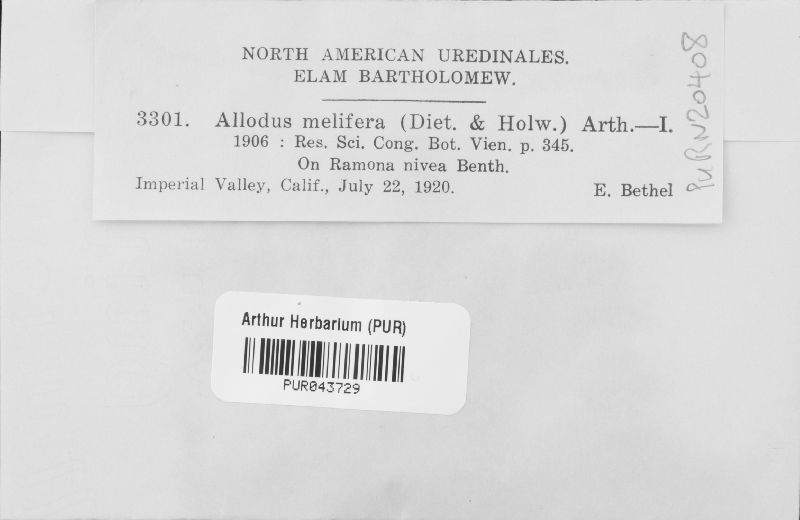 NORTH AMERICAN UREDINALES.
ELAM BARTHOLOMEW.
3301. Allodus melifera (Diet. & Holw.) Arth.—I.
1906 : Res. Sci. Cong. Bot. Vien. p. 345.
On Ramona nivea Benth.
Imperial Valley, Calif., July 22, 1920. E. Bethel
PURN20408
Arthur Herbarium (PUR)
PUR043729